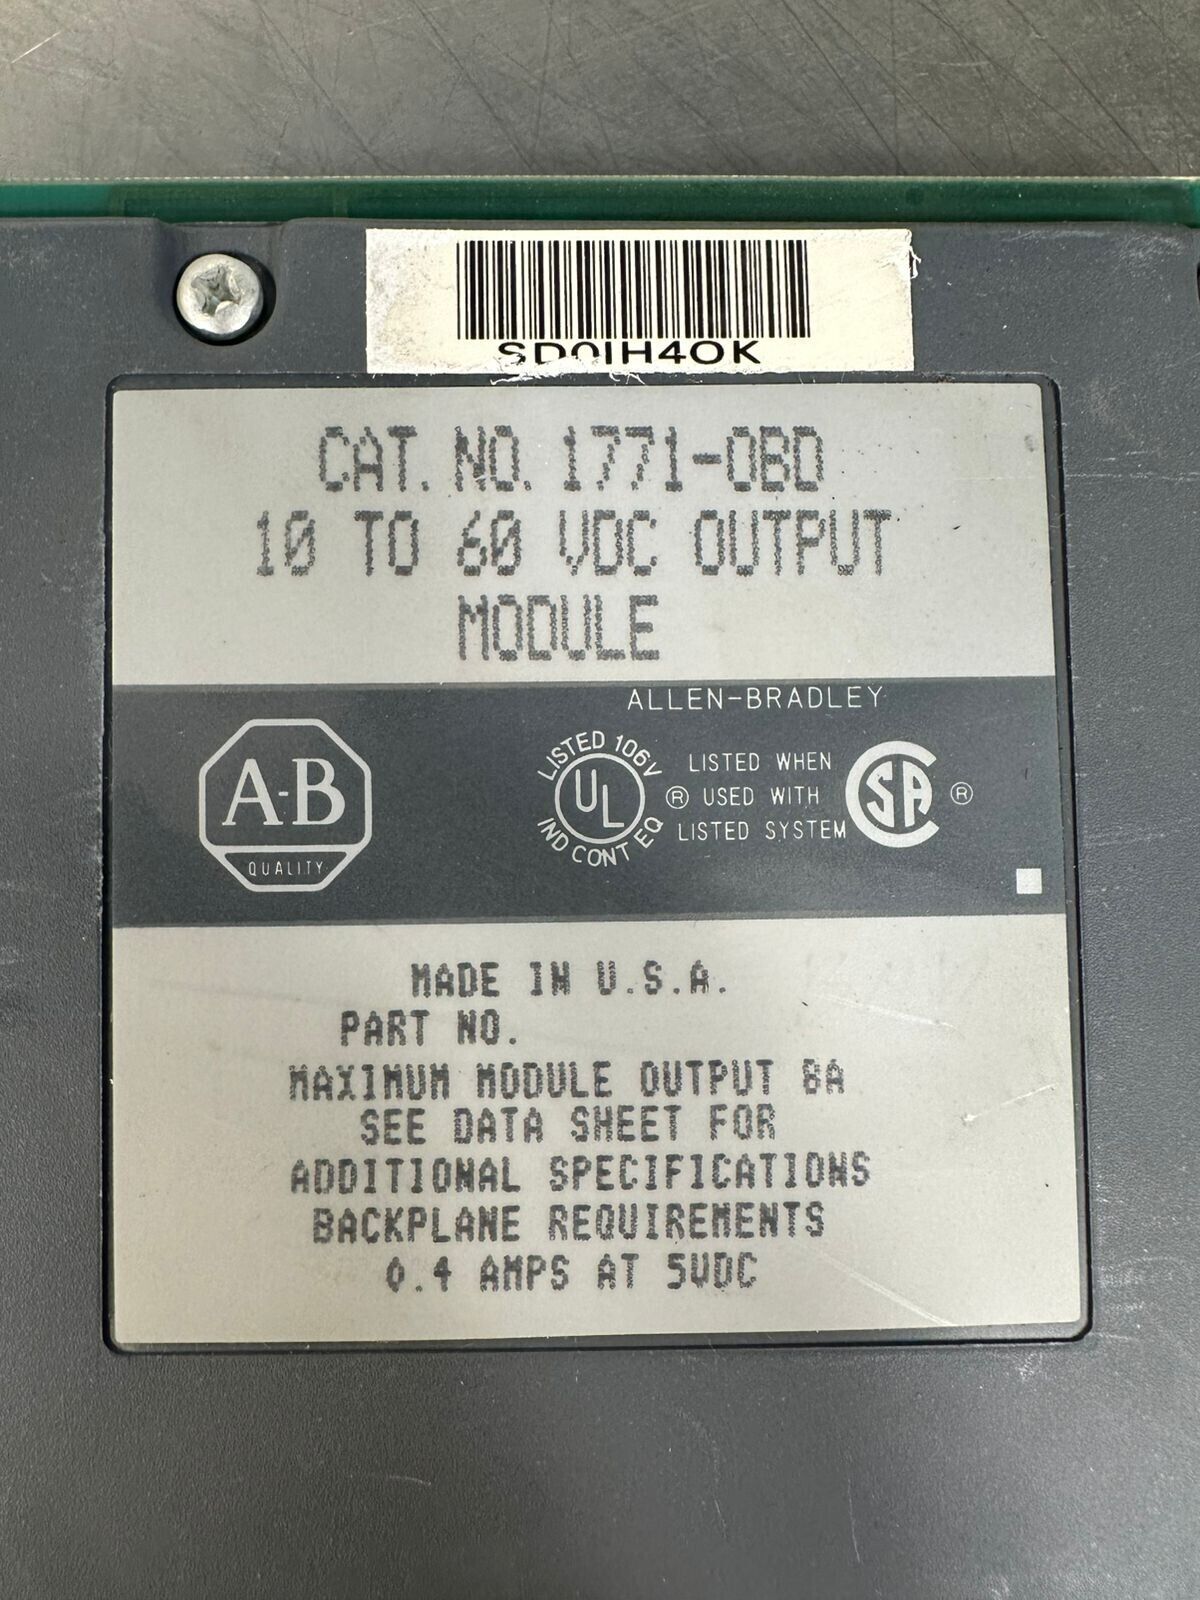 SD0IH4OK
CAT. NO. 1771-OBD
10 TO 60 VDC OUTPUT
MODULE
ALLEN-BRADLEY
A-B
QUALITY
LISTED 106V
UL
IND CONT EQ
®
LISTED WHEN
USED WITH
LISTED SYSTEM
CSA ®
MADE IN U.S.A.
PART NO.
MAXIMUM MODULE OUTPUT 8A
SEE DATA SHEET FOR
ADDITIONAL SPECIFICATIONS
BACKPLANE REQUIREMENTS
0.4 AMPS AT 5VDC